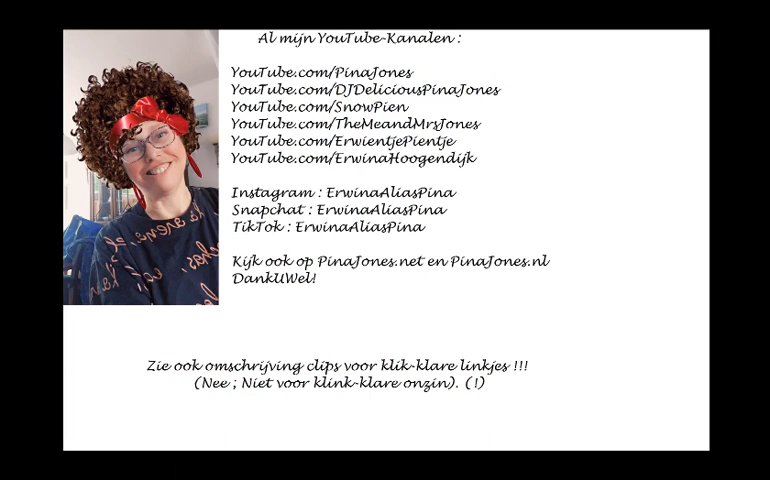 Al mijn YouTube-Kanalen :
YouTube.com/PinaJones
YouTube.com/DJDeliciousPinaJones
YouTube.com/SnowPien
YouTube.com/TheMeandMrsJones
YouTube.com/ErwientjePientje
YouTube.com/ErwinaHoogendijk
Instagram : ErwinaAliasPina
Snapchat : ErwinaAliasPina
TikTok : ErwinaAliasPina
Kijk ook op PinaJones.net en PinaJones.nl
DankUWel!
Zie ook omschrijving clips voor klik-klare linkjes !!!
(Nee ; Niet voor klink-klare onzin). (!)